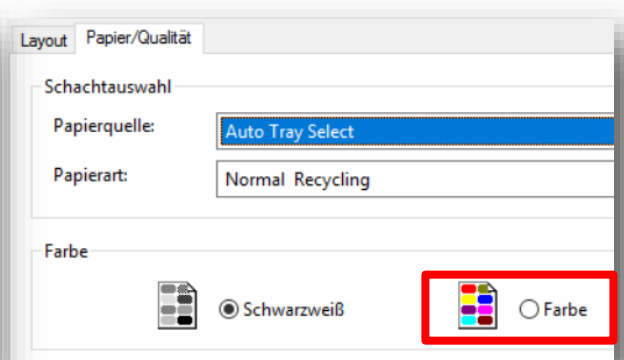 Layout Papier/Qualität
Schachtauswahl
Papierquelle: Auto Tray Select
Papierart: Normal Recycling
Farbe
Schwarzweiß Farbe